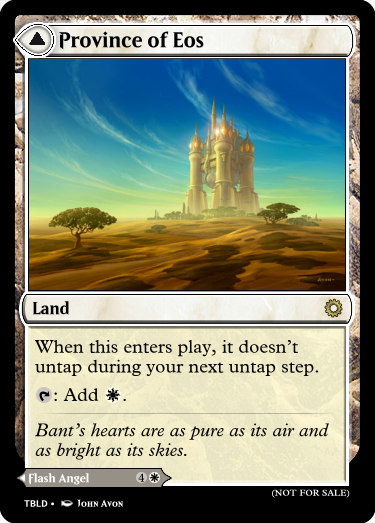 Province of Eos
Land
When this enters play, it doesn't
untap during your next untap step.
: Add .
Bant's hearts are as pure as its air and
as bright as its skies.
Flash Angel 4
(NOT FOR SALE)
TBLD • John Avon